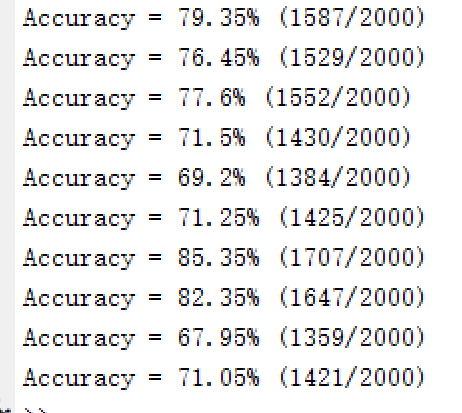 Accuracy = 79.35% (1587/2000)
Accuracy = 76.45% (1529/2000)
Accuracy = 77.6% (1552/2000)
Accuracy = 71.5% (1430/2000)
Accuracy = 69.2% (1384/2000)
Accuracy = 71.25% (1425/2000)
Accuracy = 85.35% (1707/2000)
Accuracy = 82.35% (1647/2000)
Accuracy = 67.95% (1359/2000)
Accuracy = 71.05% (1421/2000)